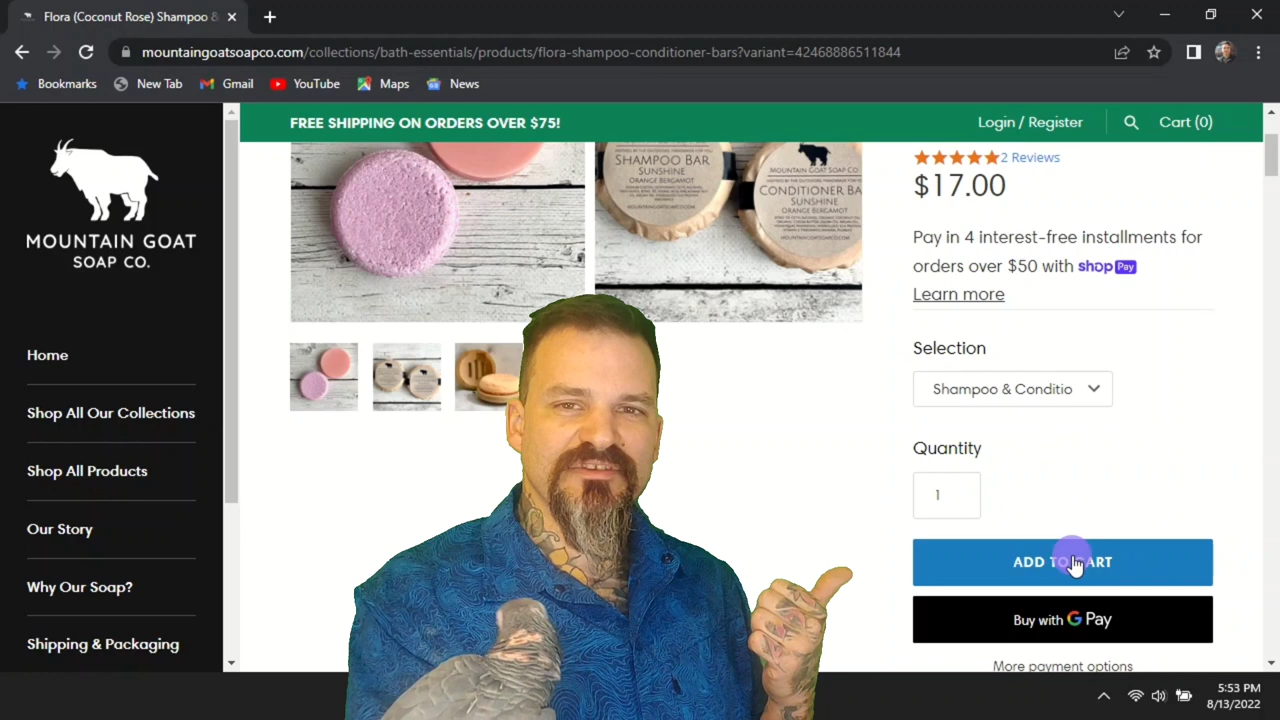 Flora (Coconut Rose) Shampoo &
mountaingoatsoapco.com/collections/bath-essentials/products/flora-shampoo-conditioner-bars?variant=42468886511844
Bookmarks
New Tab
Gmail
YouTube
Maps
News
MOUNTAIN GOAT
SOAP CO.
Home
Shop All Our Collections
Shop All Products
Our Story
Why Our Soap?
Shipping & Packaging
FREE SHIPPING ON ORDERS OVER $75!
Login / Register
Cart (0)
SHAMPOO BAR
SUNSHINE
ORANGE BERGAMOT
MOUNTAIN GOAT SOAP CO
CONDITIONER BA
SUNSHINE
ORANGE BERGAMOT
2 Reviews
$17.00
Pay in 4 interest-free installments for
orders over $50 with shop Pay
Learn more
Selection
Shampoo & Conditio
Quantity
1
ADD TO CART
Buy with G Pay
More payment options
5:53 PM
8/13/2022